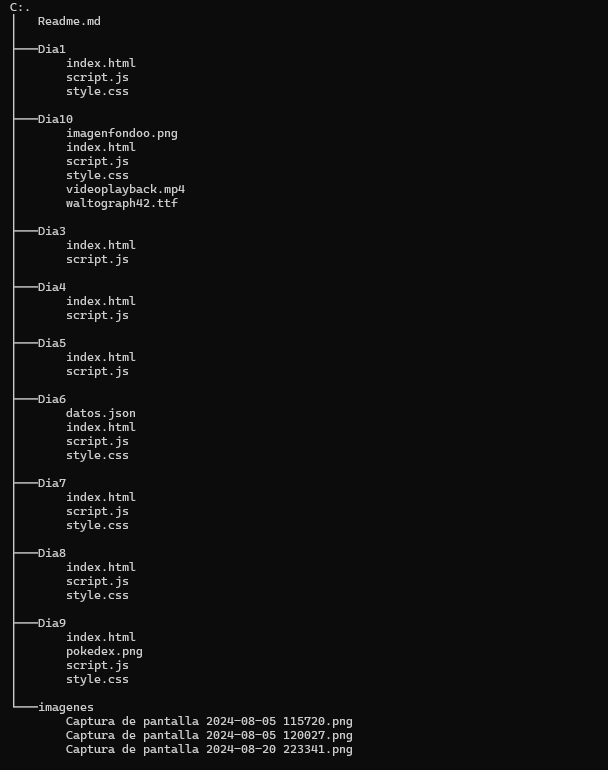 C:.
│   Readme.md
│
├───Dia1
│       index.html
│       script.js
│       style.css
│
├───Dia10
│       imagenfondoo.png
│       index.html
│       script.js
│       style.css
│       videoplayback.mp4
│       waltograph42.ttf
│
├───Dia3
│       index.html
│       script.js
│
├───Dia4
│       index.html
│       script.js
│
├───Dia5
│       index.html
│       script.js
│
├───Dia6
│       datos.json
│       index.html
│       script.js
│       style.css
│
├───Dia7
│       index.html
│       script.js
│       style.css
│
├───Dia8
│       index.html
│       script.js
│       style.css
│
├───Dia9
│       index.html
│       pokedex.png
│       script.js
│       style.css
│
└───imagenes
        Captura de pantalla 2024-08-05 115720.png
        Captura de pantalla 2024-08-05 120027.png
        Captura de pantalla 2024-08-20 223341.png